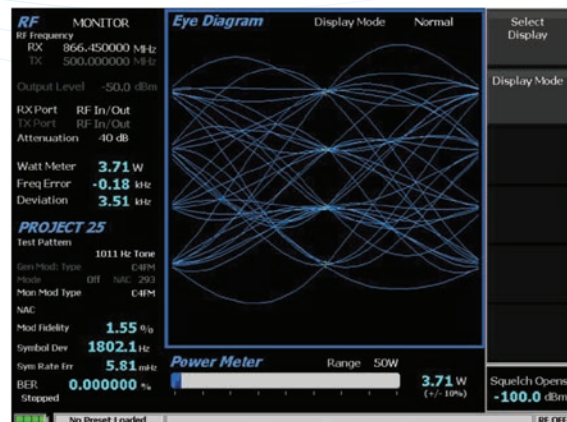 RF MONITOR
RF Frequency
RX 866.450000 MHz
TX 500.000000 MHz
Output Level -50.0 dBm
RX Port RF In/Out
TX Port RF In/Out
Attenuation 40 dB
Watt Meter 3.71 W
Freq Error -0.18 kHz
Deviation 3.51 kHz
PROJECT 25
Test Pattern
1011 Hz Tone
Gen Mod: Type C4FM
Mode Off NAC 293
Mon Mod Type C4FM
NAC
Mod Fidelity 1.55 %
Symbol Dev 1802.1 Hz
Sym Rate Err 5.81 mHz
BER 0.000000 %
Stopped
No Preset Loaded
Eye Diagram Display Mode Normal
Power Meter Range 50W
3.71 W
(+/- 10%)
Select
Display
Display Mode
Squelch Opens
-100.0 dBm
RF OFF